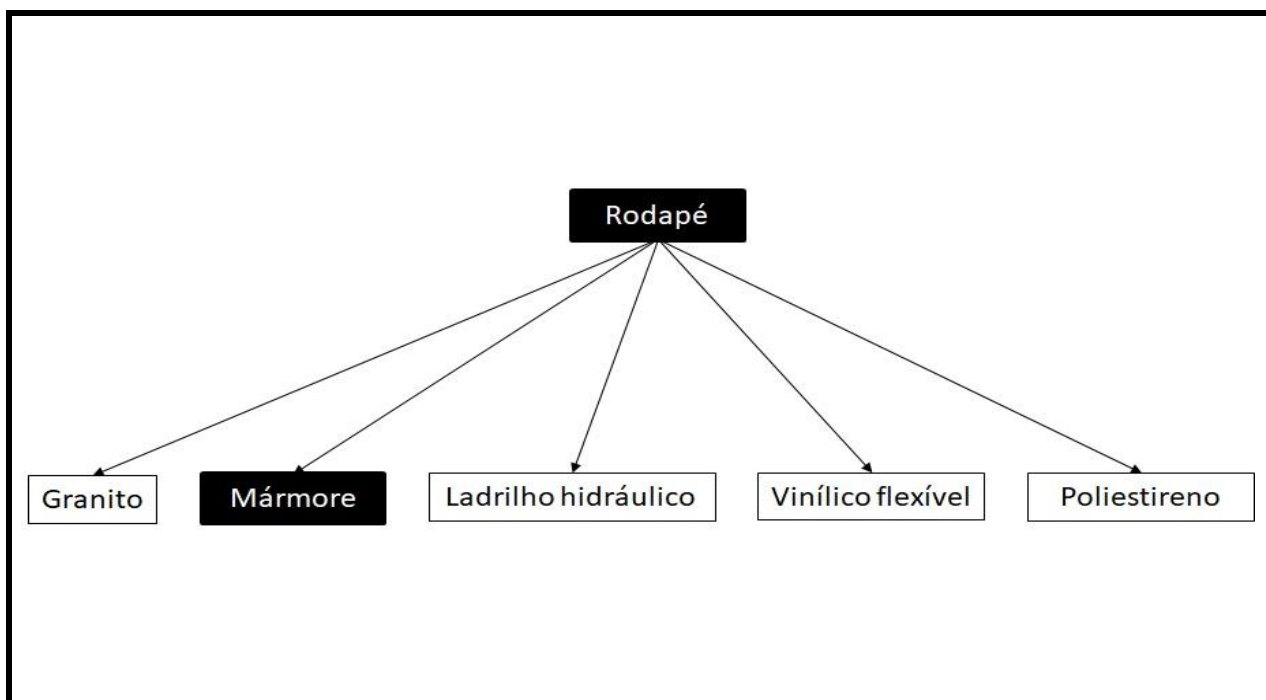 Rodapé
Granito
Mármore
Ladrilho hidráulico
Vinílico flexível
Poliestireno